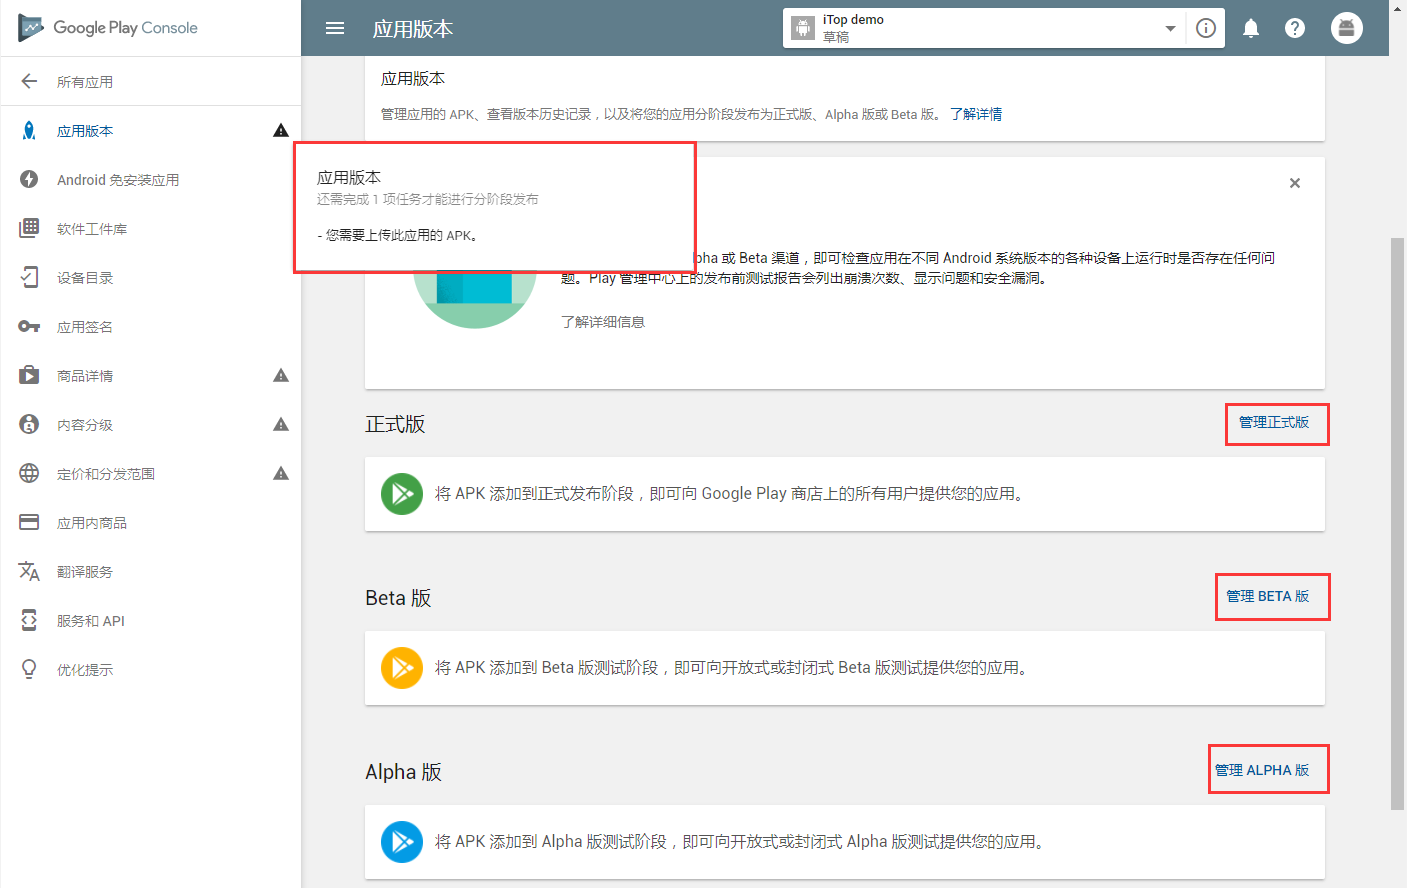 Google Play Console
应用版本
iTop demo
草稿
所有应用
应用版本
Android 免安装应用
软件工件库
设备目录
应用签名
商品详情
内容分级
定价和分发范围
应用内商品
翻译服务
服务和 API
优化提示
应用版本
管理应用的 APK、查看版本历史记录，以及将您的应用分阶段发布为正式版、Alpha 版或 Beta 版。 了解详情
应用版本
还需完成 1 项任务才能进行分阶段发布
- 您需要上传此应用的 APK。
pha 或 Beta 渠道，即可检查应用在不同 Android 系统版本的各种设备上运行时是否存在任何问
题。Play 管理中心上的发布前测试报告会列出崩溃次数、显示问题和安全漏洞。
了解详细信息
正式版
管理正式版
将 APK 添加到正式发布阶段，即可向 Google Play 商店上的所有用户提供您的应用。
Beta 版
管理 BETA 版
将 APK 添加到 Beta 版测试阶段，即可向开放式或封闭式 Beta 版测试提供您的应用。
Alpha 版
管理 ALPHA 版
将 APK 添加到 Alpha 版测试阶段，即可向开放式或封闭式 Alpha 版测试提供您的应用。